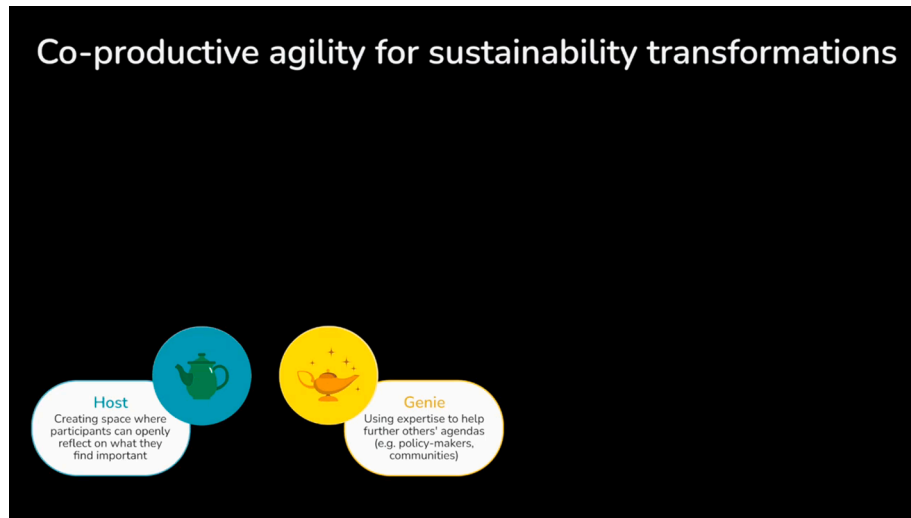 Co-productive agility for sustainability transformations
Host
Creating space where
participants can openly
reflect on what they
find important
Genie
Using expertise to help
further others' agendas
(e.g. policy-makers,
communities)